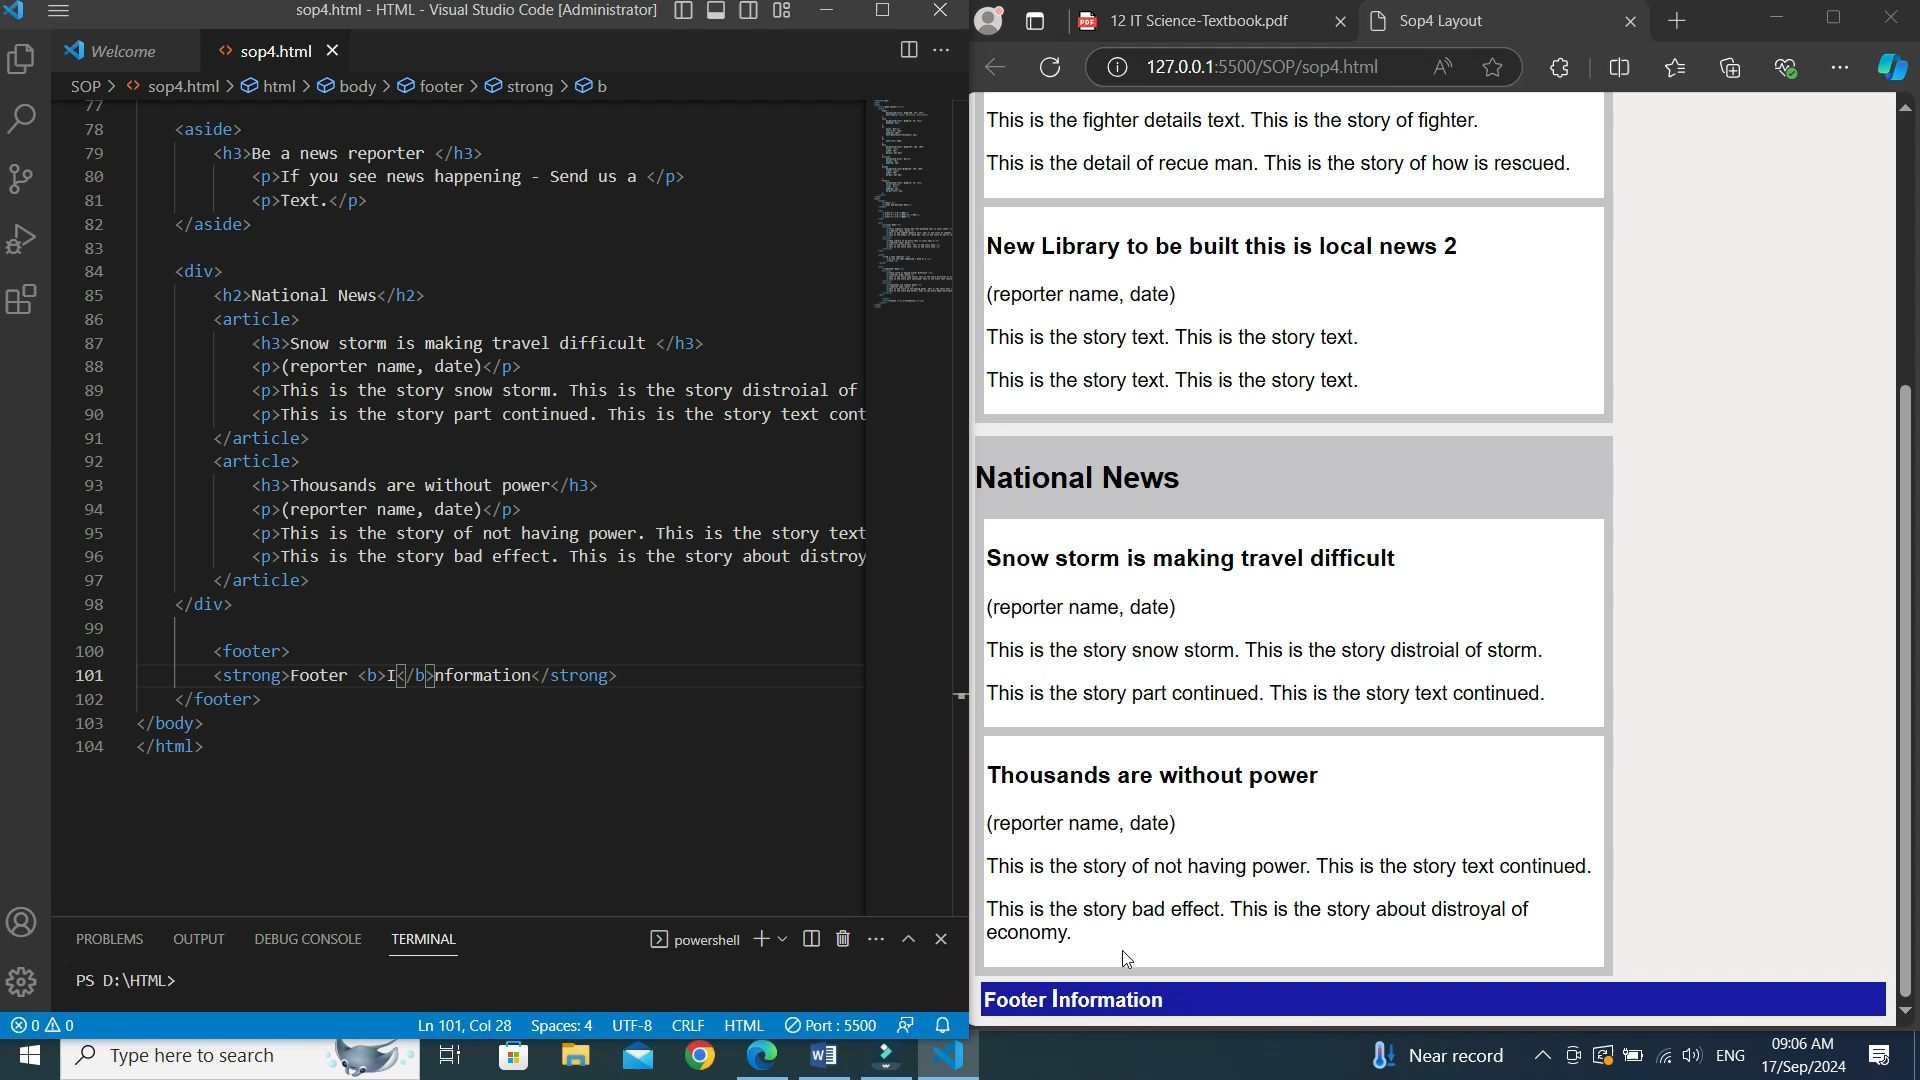 sop4.html - HTML - Visual Studio Code [Administrator]
Welcome
sop4.html
SOP > sop4.html > html > body > footer > strong > b
77
78 <aside>
79 <h3>Be a news reporter </h3>
80 <p>If you see news happening - Send us a </p>
81 <p>Text.</p>
82 </aside>
83
84 <div>
85 <h2>National News</h2>
86 <article>
87 <h3>Snow storm is making travel difficult </h3>
88 <p>(reporter name, date)</p>
89 <p>This is the story snow storm. This is the story distroial of
90 <p>This is the story part continued. This is the story text cont
91 </article>
92 <article>
93 <h3>Thousands are without power</h3>
94 <p>(reporter name, date)</p>
95 <p>This is the story of not having power. This is the story text
96 <p>This is the story bad effect. This is the story about distroy
97 </article>
98 </div>
99
100 <footer>
101 <strong>Footer <b>I</b>nformation</strong>
102 </footer>
103 </body>
104 </html>
PROBLEMS OUTPUT DEBUG CONSOLE TERMINAL powershell
PS D:\HTML>
0 0 Ln 101, Col 28 Spaces: 4 UTF-8 CRLF HTML Port : 5500
12 IT Science-Textbook.pdf
Sop4 Layout
127.0.0.1:5500/SOP/sop4.html
This is the fighter details text. This is the story of fighter.
This is the detail of recue man. This is the story of how is rescued.
New Library to be built this is local news 2
(reporter name, date)
This is the story text. This is the story text.
This is the story text. This is the story text.
National News
Snow storm is making travel difficult
(reporter name, date)
This is the story snow storm. This is the story distroial of storm.
This is the story part continued. This is the story text continued.
Thousands are without power
(reporter name, date)
This is the story of not having power. This is the story text continued.
This is the story bad effect. This is the story about distroyal of
economy.
Footer Information
Type here to search
Near record
ENG
09:06 AM
17/Sep/2024